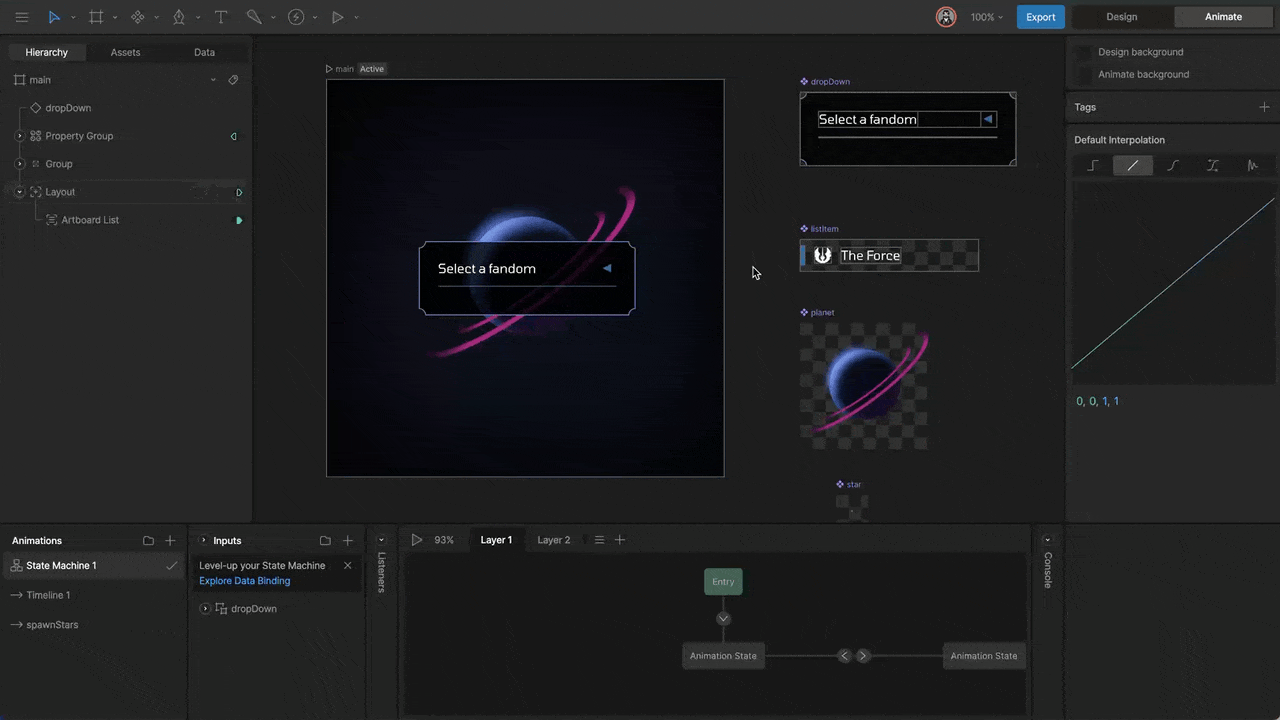 100%
Export
Design
Animate
Hierarchy
Assets
Data
main
dropDown
Property Group
Group
Layout
Artboard List
main
Active
Select a fandom
dropDown
Select a fandom
listItem
The Force
planet
star
Design background
Animate background
Tags
Default Interpolation
0, 0, 1, 1
Animations
State Machine 1
Timeline 1
spawnStars
Inputs
Level-up your State Machine
Explore Data Binding
dropDown
Listeners
93%
Layer 1
Layer 2
Entry
Animation State
Animation State
Console